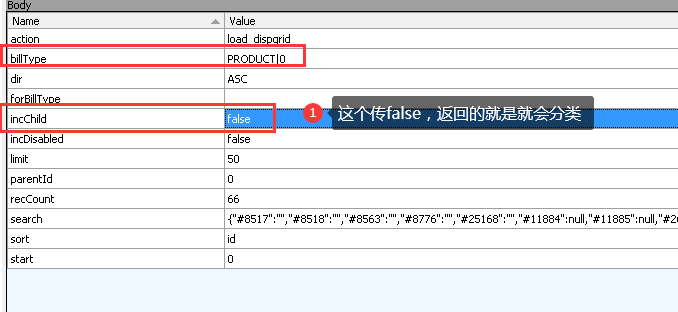 Body
Name Value
action load_dispgrid
billType PRODUCT|0
dir ASC
forBillType
incChild false
1 这个传false，返回的就是就会分类
incDisabled false
limit 50
parentId 0
recCount 66
search {"#8517":"","#8518":"","#8563":"","#8776":"","#25168":"","#11884":null,"#11885":null,"#2
sort id
start 0